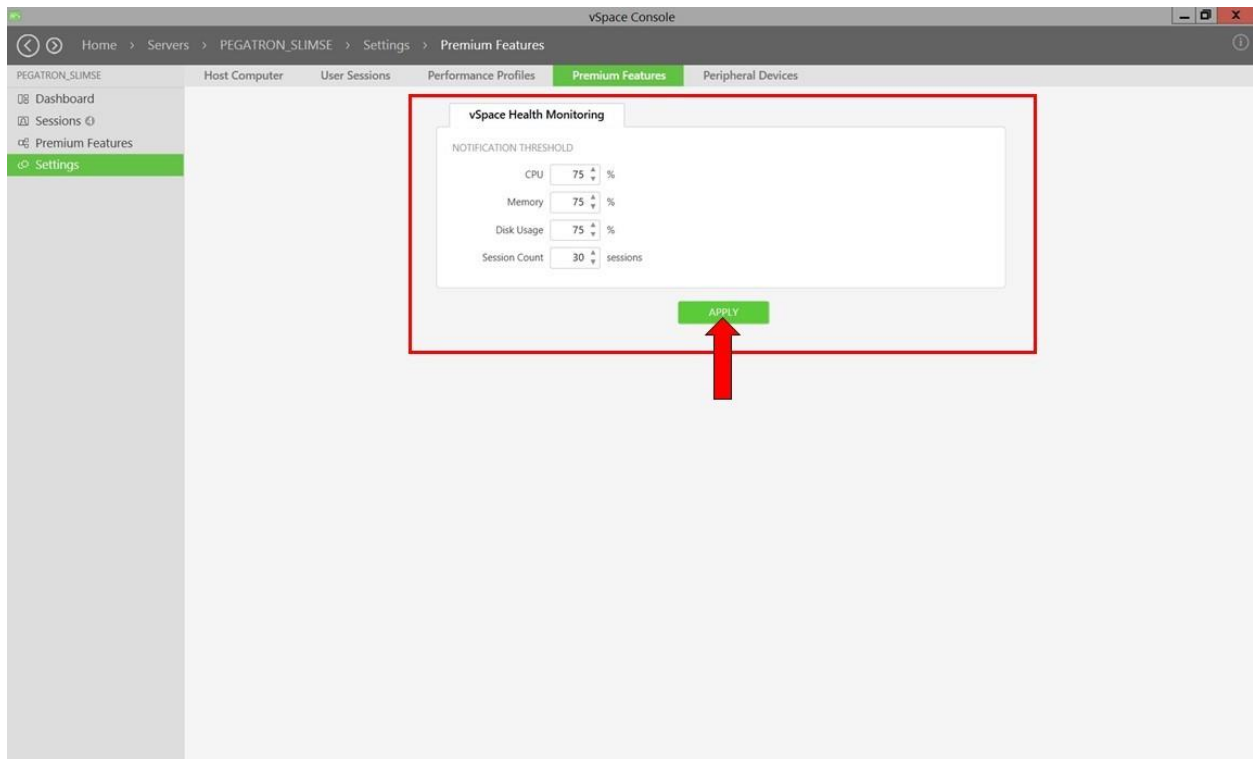 vSpace Console
Home > Servers > PEGATRON_SLIMSE > Settings > Premium Features
PEGATRON_SLIMSE
Host Computer User Sessions Performance Profiles Premium Features Peripheral Devices
Dashboard
Sessions
Premium Features
Settings
vSpace Health Monitoring
NOTIFICATION THRESHOLD
CPU 75 %
Memory 75 %
Disk Usage 75 %
Session Count 30 sessions
APPLY